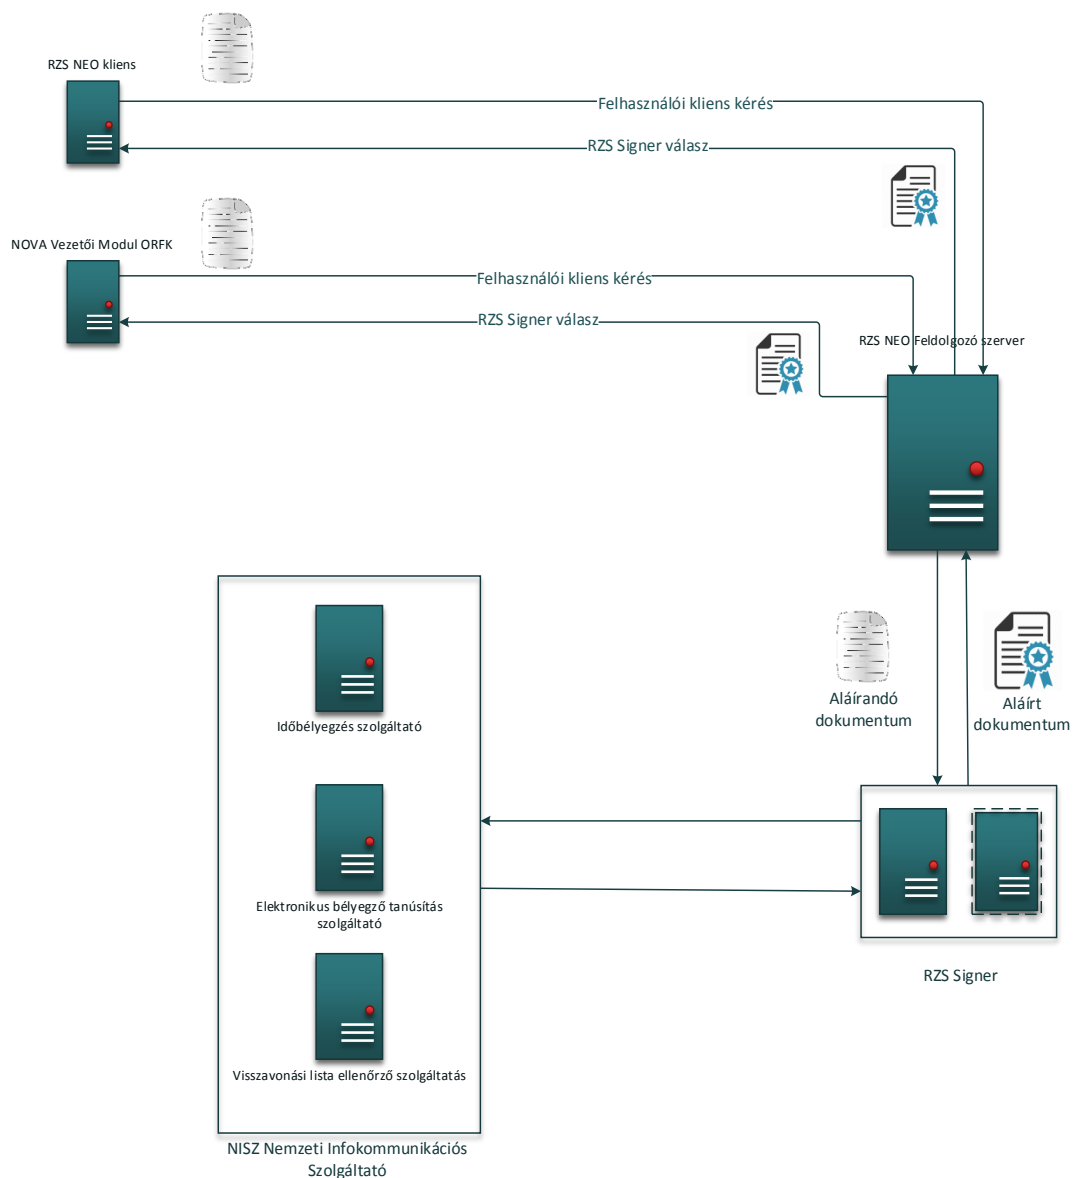 RZS NEO kliens
Felhasználói kliens kérés
RZS Signer válasz
NOVA Vezetői Modul ORFK
Felhasználói kliens kérés
RZS Signer válasz
RZS NEO Feldolgozó szerver
Aláírandó
dokumentum
Aláírt
dokumentum
Időbélyegzés szolgáltató
Elektronikus bélyegző tanúsítás
szolgáltató
RZS Signer
Visszavonási lista ellenőrző szolgáltatás
NISZ Nemzeti Infokommunikációs
Szolgáltató